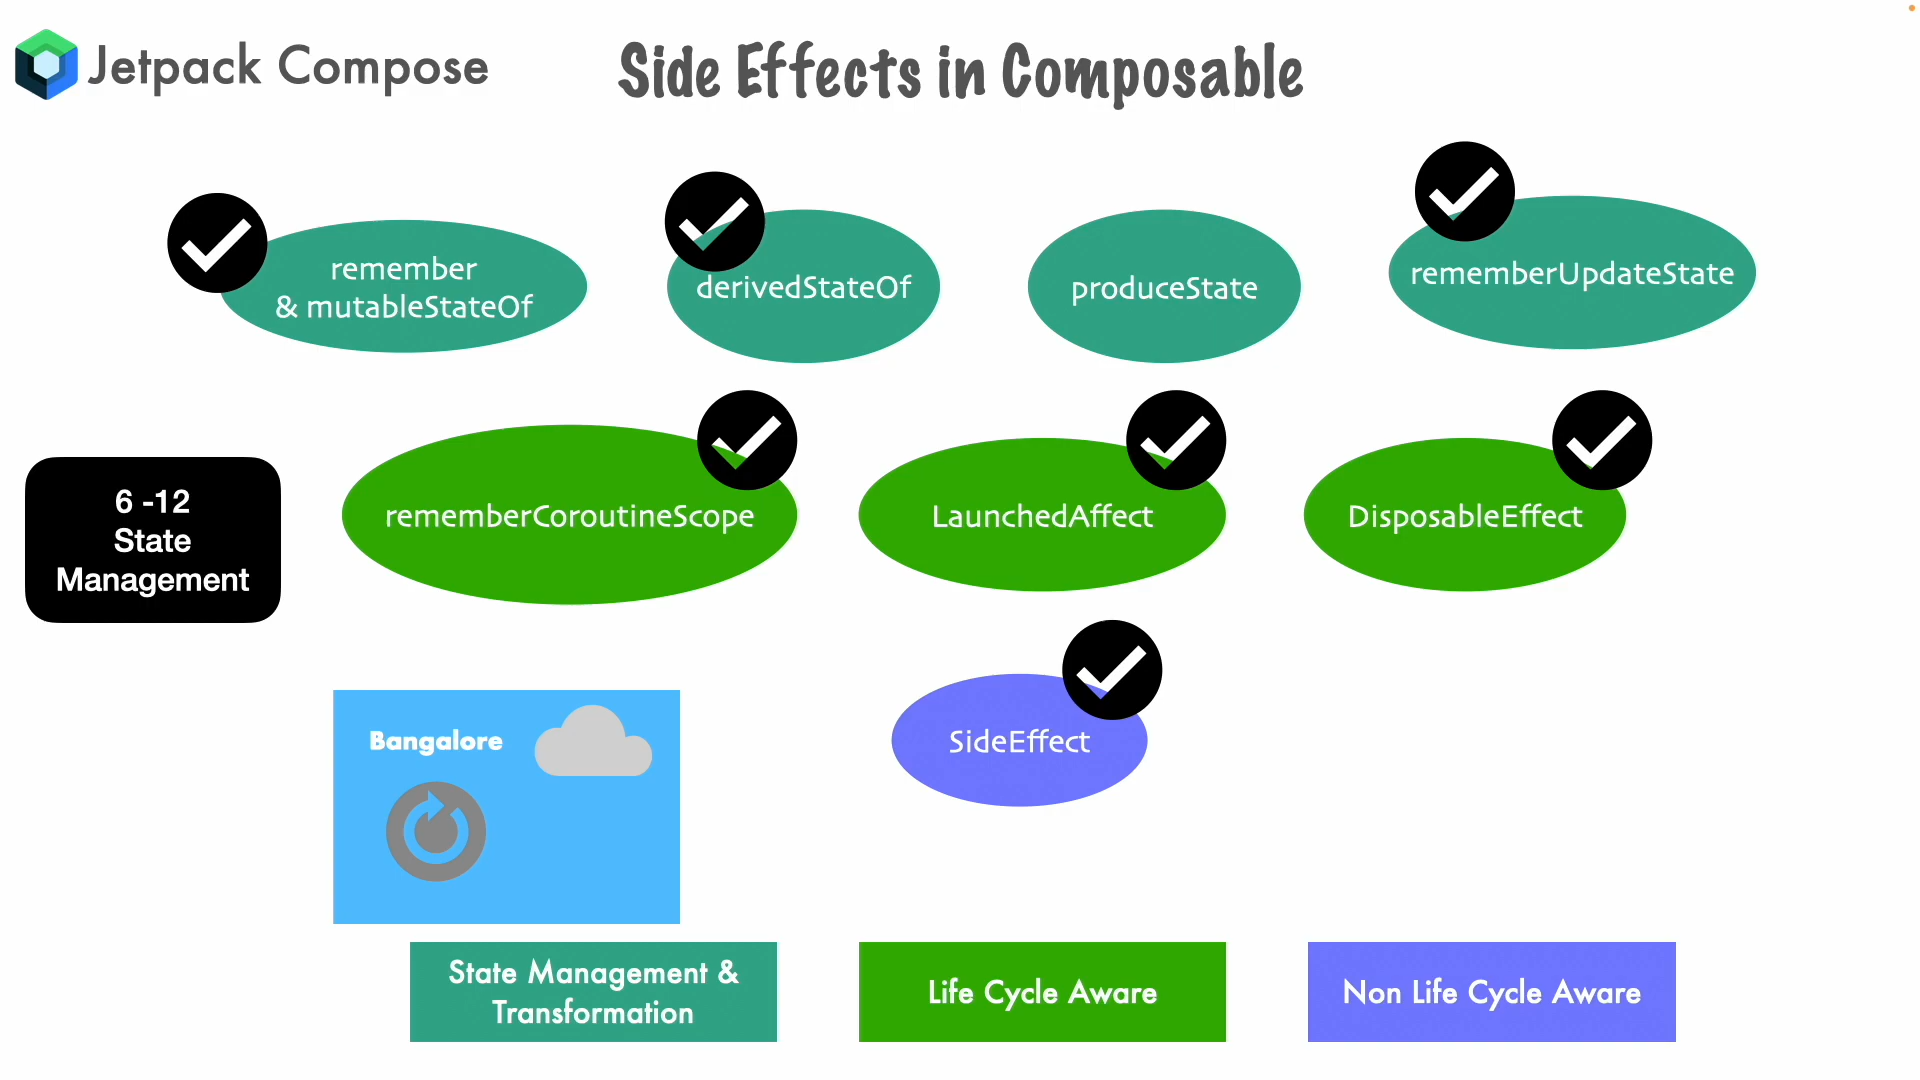 Jetpack Compose
Side Effects in Composable
remember
& mutableStateOf
derivedStateOf
produceState
rememberUpdateState
6 -12
State
Management
rememberCoroutineScope
LaunchedAffect
DisposableEffect
Bangalore
SideEffect
State Management &
Transformation
Life Cycle Aware
Non Life Cycle Aware